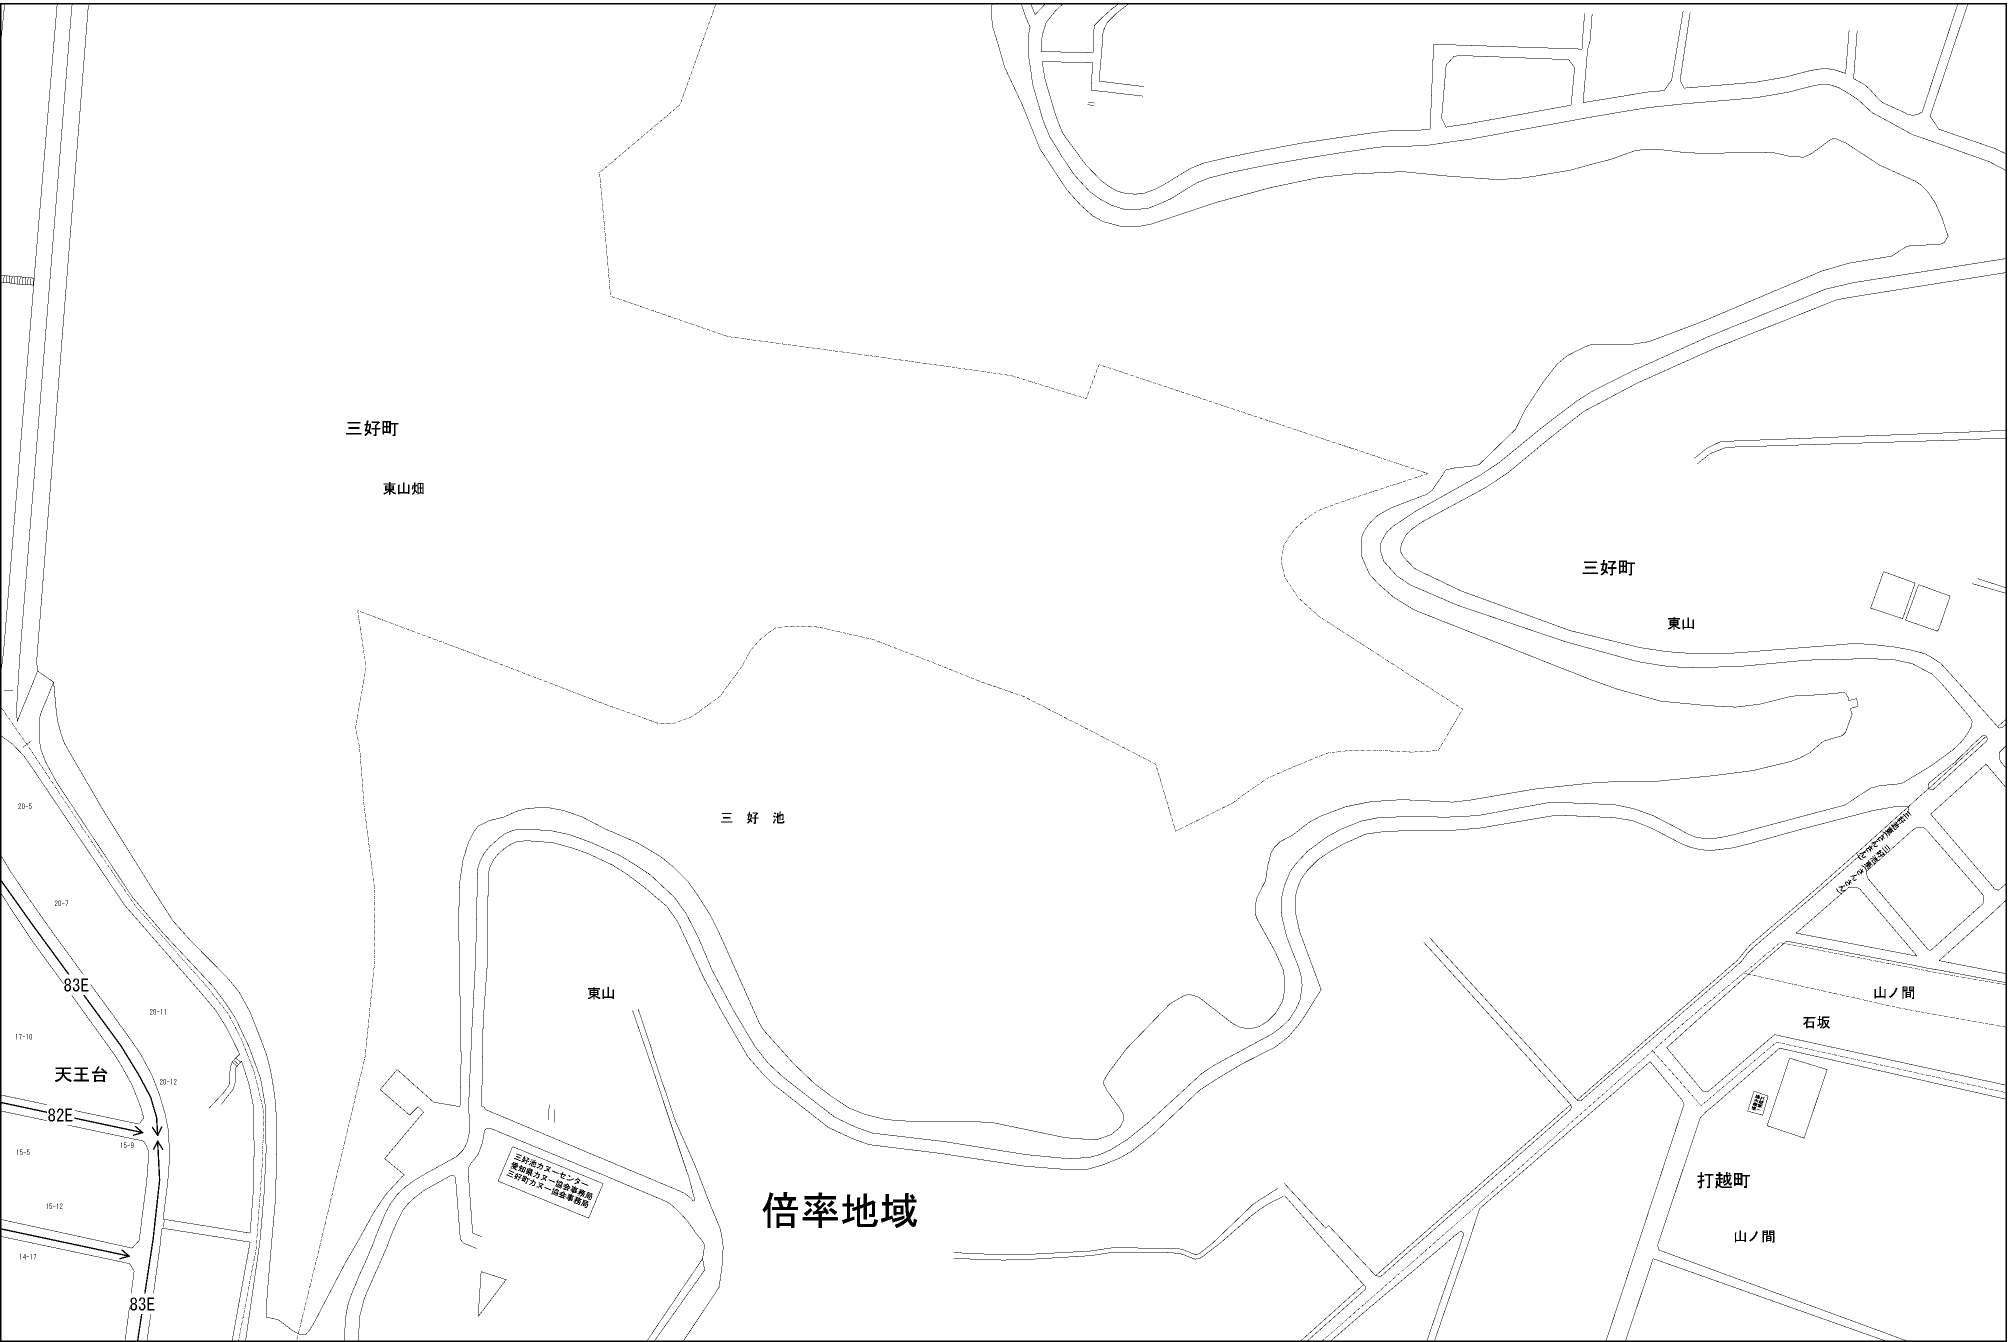 三好町
東山畑
三好町
東山
三 好 池
20-5
20-7
83E
20-11
17-10
天王台
20-12
82E
15-9
15-5
15-12
14-17
83E
東山
三好池カヌーセンター
愛知県カヌー協会事務局
三好町カヌー協会事務局
倍率地域
山ノ間
石坂
打越町
山ノ間